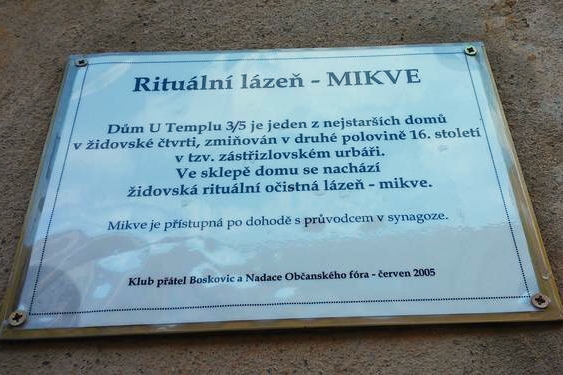 Rituální lázeň - MIKVE
Dům U Templu 3/5 je jeden z nejstarších domů
v židovské čtvrti, zmiňován v druhé polovině 16. století
v tzv. zástřizlovském urbáři.
Ve sklepě domu se nachází
židovská rituální očistná lázeň - mikve.
Mikve je přístupná po dohodě s průvodcem v synagoze.
Klub přátel Boskovic a Nadace Občanského fóra - červen 2005